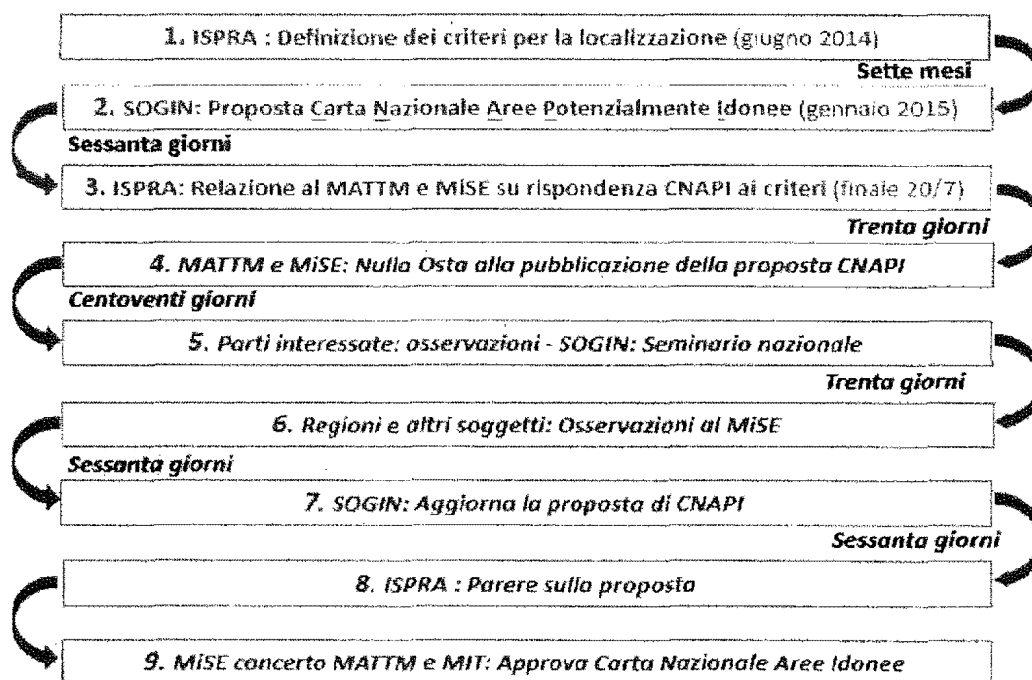 1. ISPRA : Definizione dei criteri per la localizzazione (giugno 2014)
Sette mesi
2. SOGIN: Proposta Carta Nazionale Aree Potenzialmente Idonee (gennaio 2015)
Sessanta giorni
3. ISPRA: Relazione al MATTM e MiSE su rispondenza CNAPI ai criteri (finale 20/7)
Trenta giorni
4. MATTM e MiSE: Nulla Osta alla pubblicazione della proposta CNAPI
Centoventi giorni
5. Parti interessate: osservazioni - SOGIN: Seminario nazionale
Trenta giorni
6. Regioni e altri soggetti: Osservazioni al MiSE
Sessanta giorni
7. SOGIN: Aggiorna la proposta di CNAPI
Sessanta giorni
8. ISPRA : Parere sulla proposta
9. MiSE concerto MATTM e MIT: Approva Carta Nazionale Aree Idonee